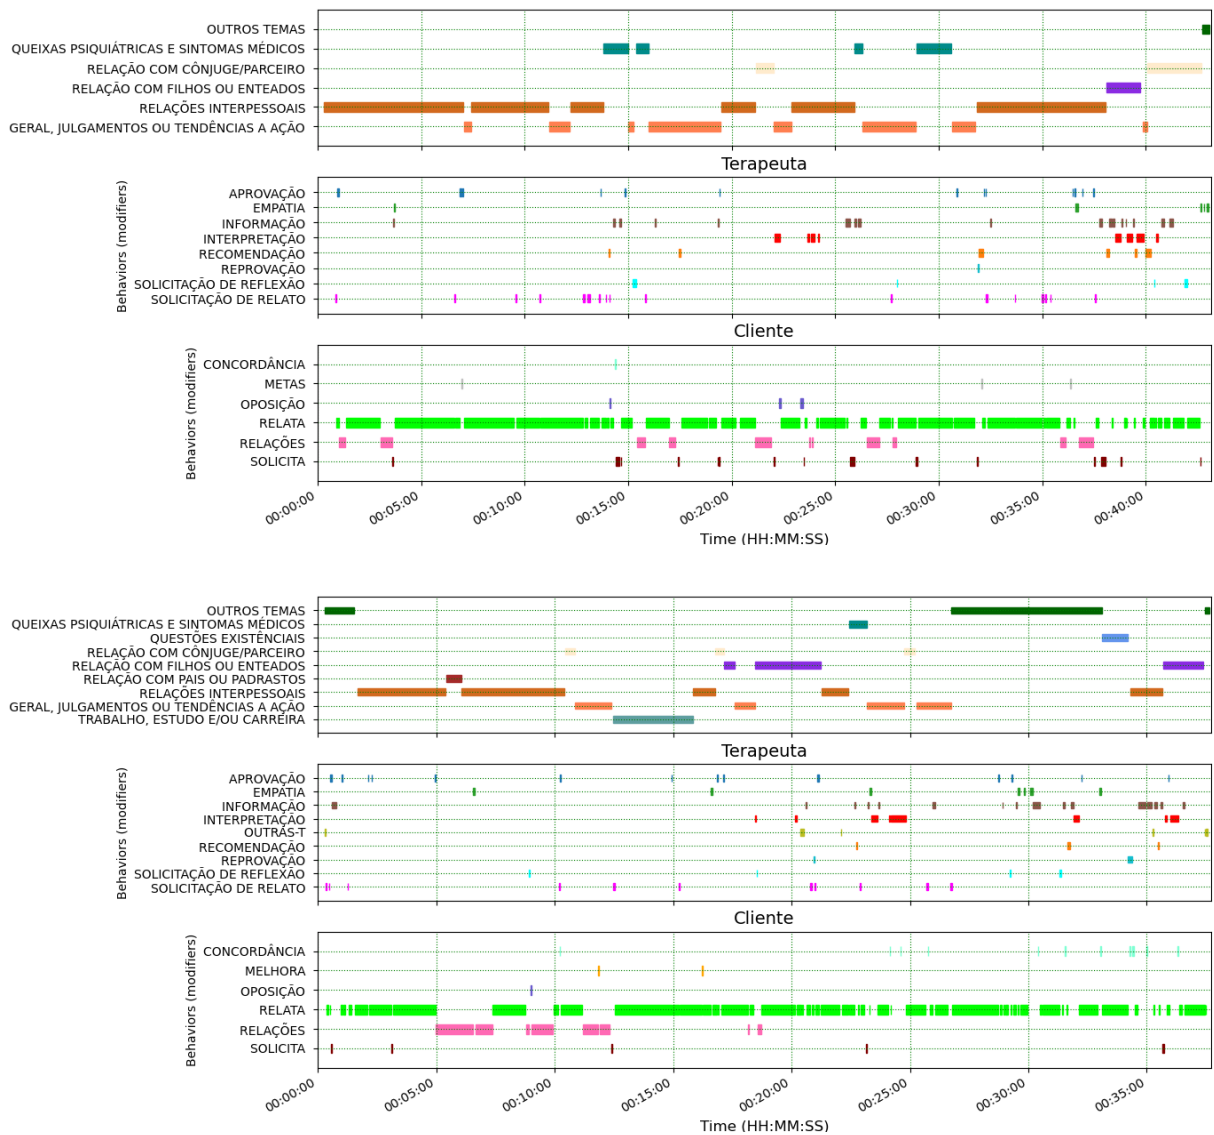 OUTROS TEMAS
QUEIXAS PSIQUIÁTRICAS E SINTOMAS MÉDICOS
RELAÇÃO COM CÔNJUGE/PARCEIRO
RELAÇÃO COM FILHOS OU ENTEADOS
RELAÇÕES INTERPESSOAIS
GERAL, JULGAMENTOS OU TENDÊNCIAS A AÇÃO
Terapeuta
Behaviors (modifiers)
APROVAÇÃO
EMPATIA
INFORMAÇÃO
INTERPRETAÇÃO
RECOMENDAÇÃO
REPROVAÇÃO
SOLICITAÇÃO DE REFLEXÃO
SOLICITAÇÃO DE RELATO
Cliente
Behaviors (modifiers)
CONCORDÂNCIA
METAS
OPOSIÇÃO
RELATA
RELAÇÕES
SOLICITA
00:00:00 00:05:00 00:10:00 00:15:00 00:20:00 00:25:00 00:30:00 00:35:00 00:40:00
Time (HH:MM:SS)
OUTROS TEMAS
QUEIXAS PSIQUIÁTRICAS E SINTOMAS MÉDICOS
QUESTÕES EXISTÊNCIAIS
RELAÇÃO COM CÔNJUGE/PARCEIRO
RELAÇÃO COM FILHOS OU ENTEADOS
RELAÇÃO COM PAIS OU PADRASTOS
RELAÇÕES INTERPESSOAIS
GERAL, JULGAMENTOS OU TENDÊNCIAS A AÇÃO
TRABALHO, ESTUDO E/OU CARREIRA
Terapeuta
Behaviors (modifiers)
APROVAÇÃO
EMPATIA
INFORMAÇÃO
INTERPRETAÇÃO
OUTRAS-T
RECOMENDAÇÃO
REPROVAÇÃO
SOLICITAÇÃO DE REFLEXÃO
SOLICITAÇÃO DE RELATO
Cliente
Behaviors (modifiers)
CONCORDÂNCIA
MELHORA
OPOSIÇÃO
RELATA
RELAÇÕES
SOLICITA
00:00:00 00:05:00 00:10:00 00:15:00 00:20:00 00:25:00 00:30:00 00:35:00
Time (HH:MM:SS)